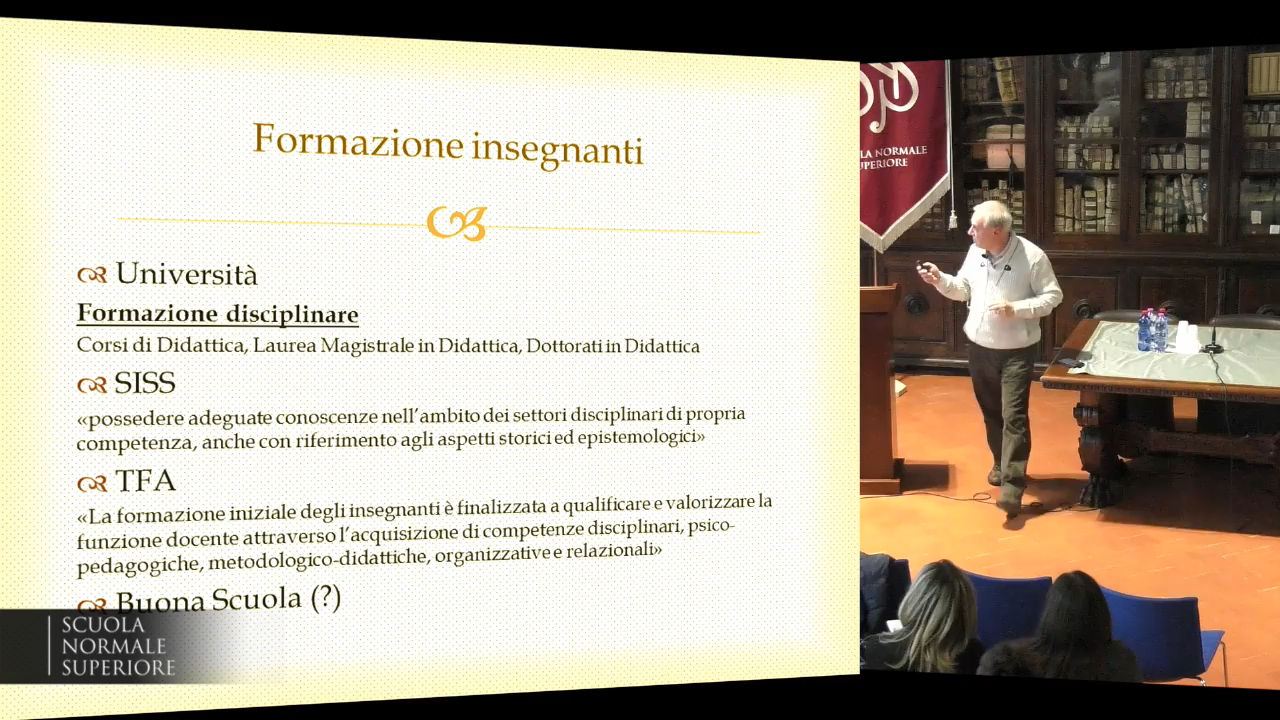 Formazione insegnanti
Università
Formazione disciplinare
Corsi di Didattica, Laurea Magistrale in Didattica, Dottorati in Didattica
SISS
«possedere adeguate conoscenze nell'ambito dei settori disciplinari di propria
competenza, anche con riferimento agli aspetti storici ed epistemologici»
TFA
«La formazione iniziale degli insegnanti è finalizzata a qualificare e valorizzare la
funzione docente attraverso l'acquisizione di competenze disciplinari, psico-
pedagogiche, metodologico-didattiche, organizzative e relazionali»
Buona Scuola (?)
SCUOLA
NORMALE
SUPERIORE
LA NORMALE
UPERIORE